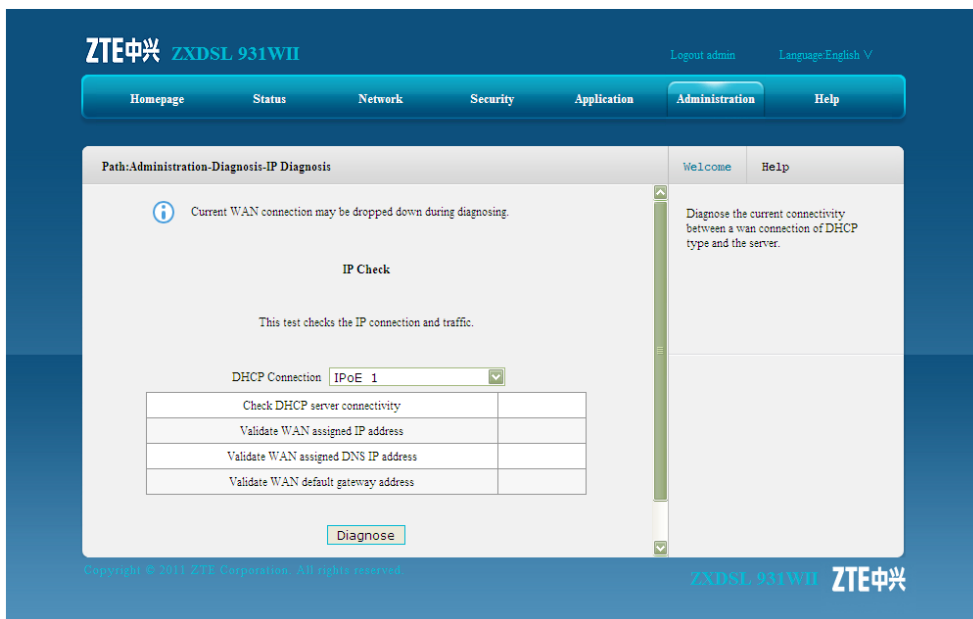 ZTE中兴 ZXDSL 931WII
Logout admin Language:English V
Homepage Status Network Security Application Administration Help
Path:Administration-Diagnosis-IP Diagnosis
Welcome Help
Current WAN connection may be dropped down during diagnosing.
IP Check
This test checks the IP connection and traffic.
DHCP Connection IPoE 1
Check DHCP server connectivity
Validate WAN assigned IP address
Validate WAN assigned DNS IP address
Validate WAN default gateway address
Diagnose
Diagnose the current connectivity
between a wan connection of DHCP
type and the server.
Copyright © 2011 ZTE Corporation. All rights reserved.
ZXDSL 931WII ZTE中兴